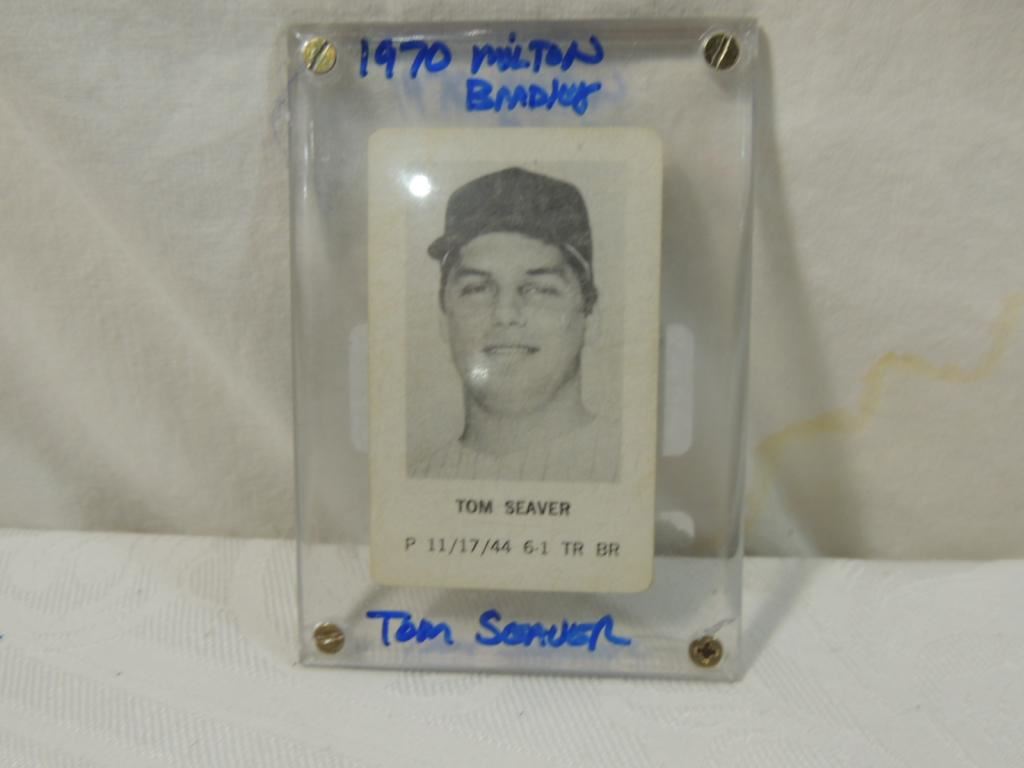 1970 MILTON
BRADLEY
TOM SEAVER
P 11/17/44 6-1 TR BR
TOM SEAVER